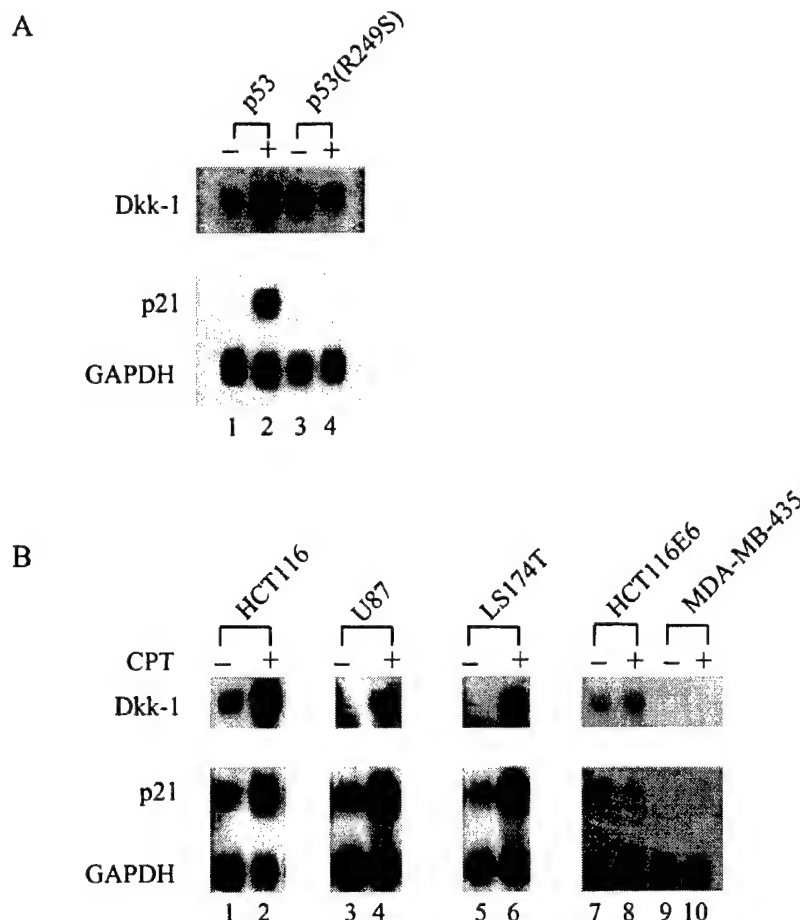 A
p53 p53(R249S)
− + − +
Dkk-1
p21
GAPDH
1 2 3 4
B
HCT116 U87 LS174T HCT116E6 MDA-MB-435
CPT − + − + − + − + − +
Dkk-1
p21
GAPDH
1 2 3 4 5 6 7 8 9 10